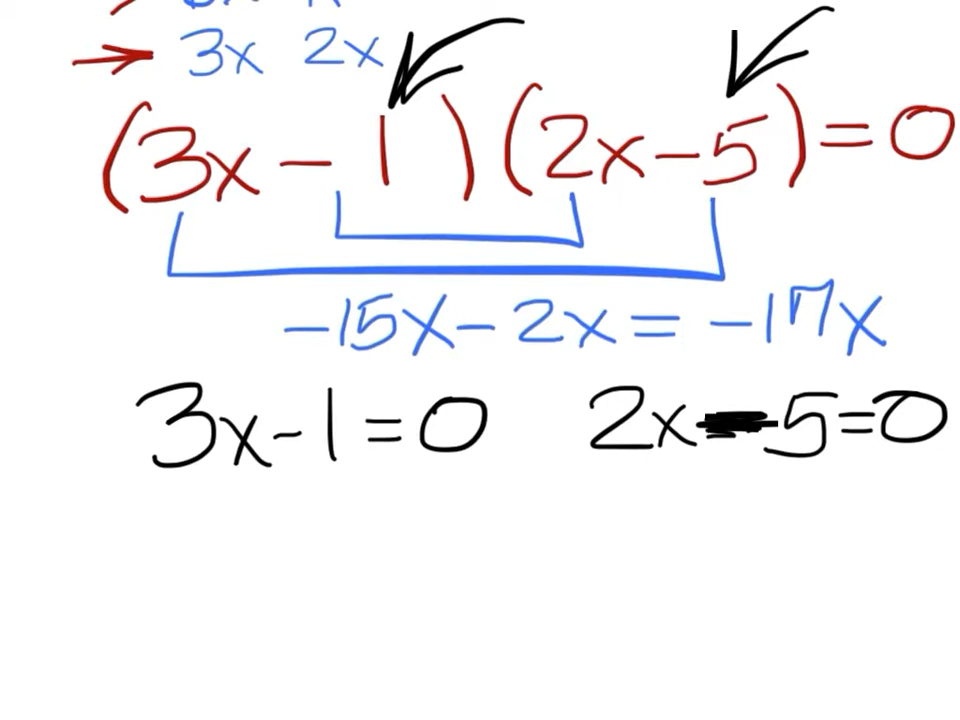 → 3x 2x
(3x - 1)(2x - 5) = 0
-15x - 2x = -17x
3x - 1 = 0 2x - 5 = 0